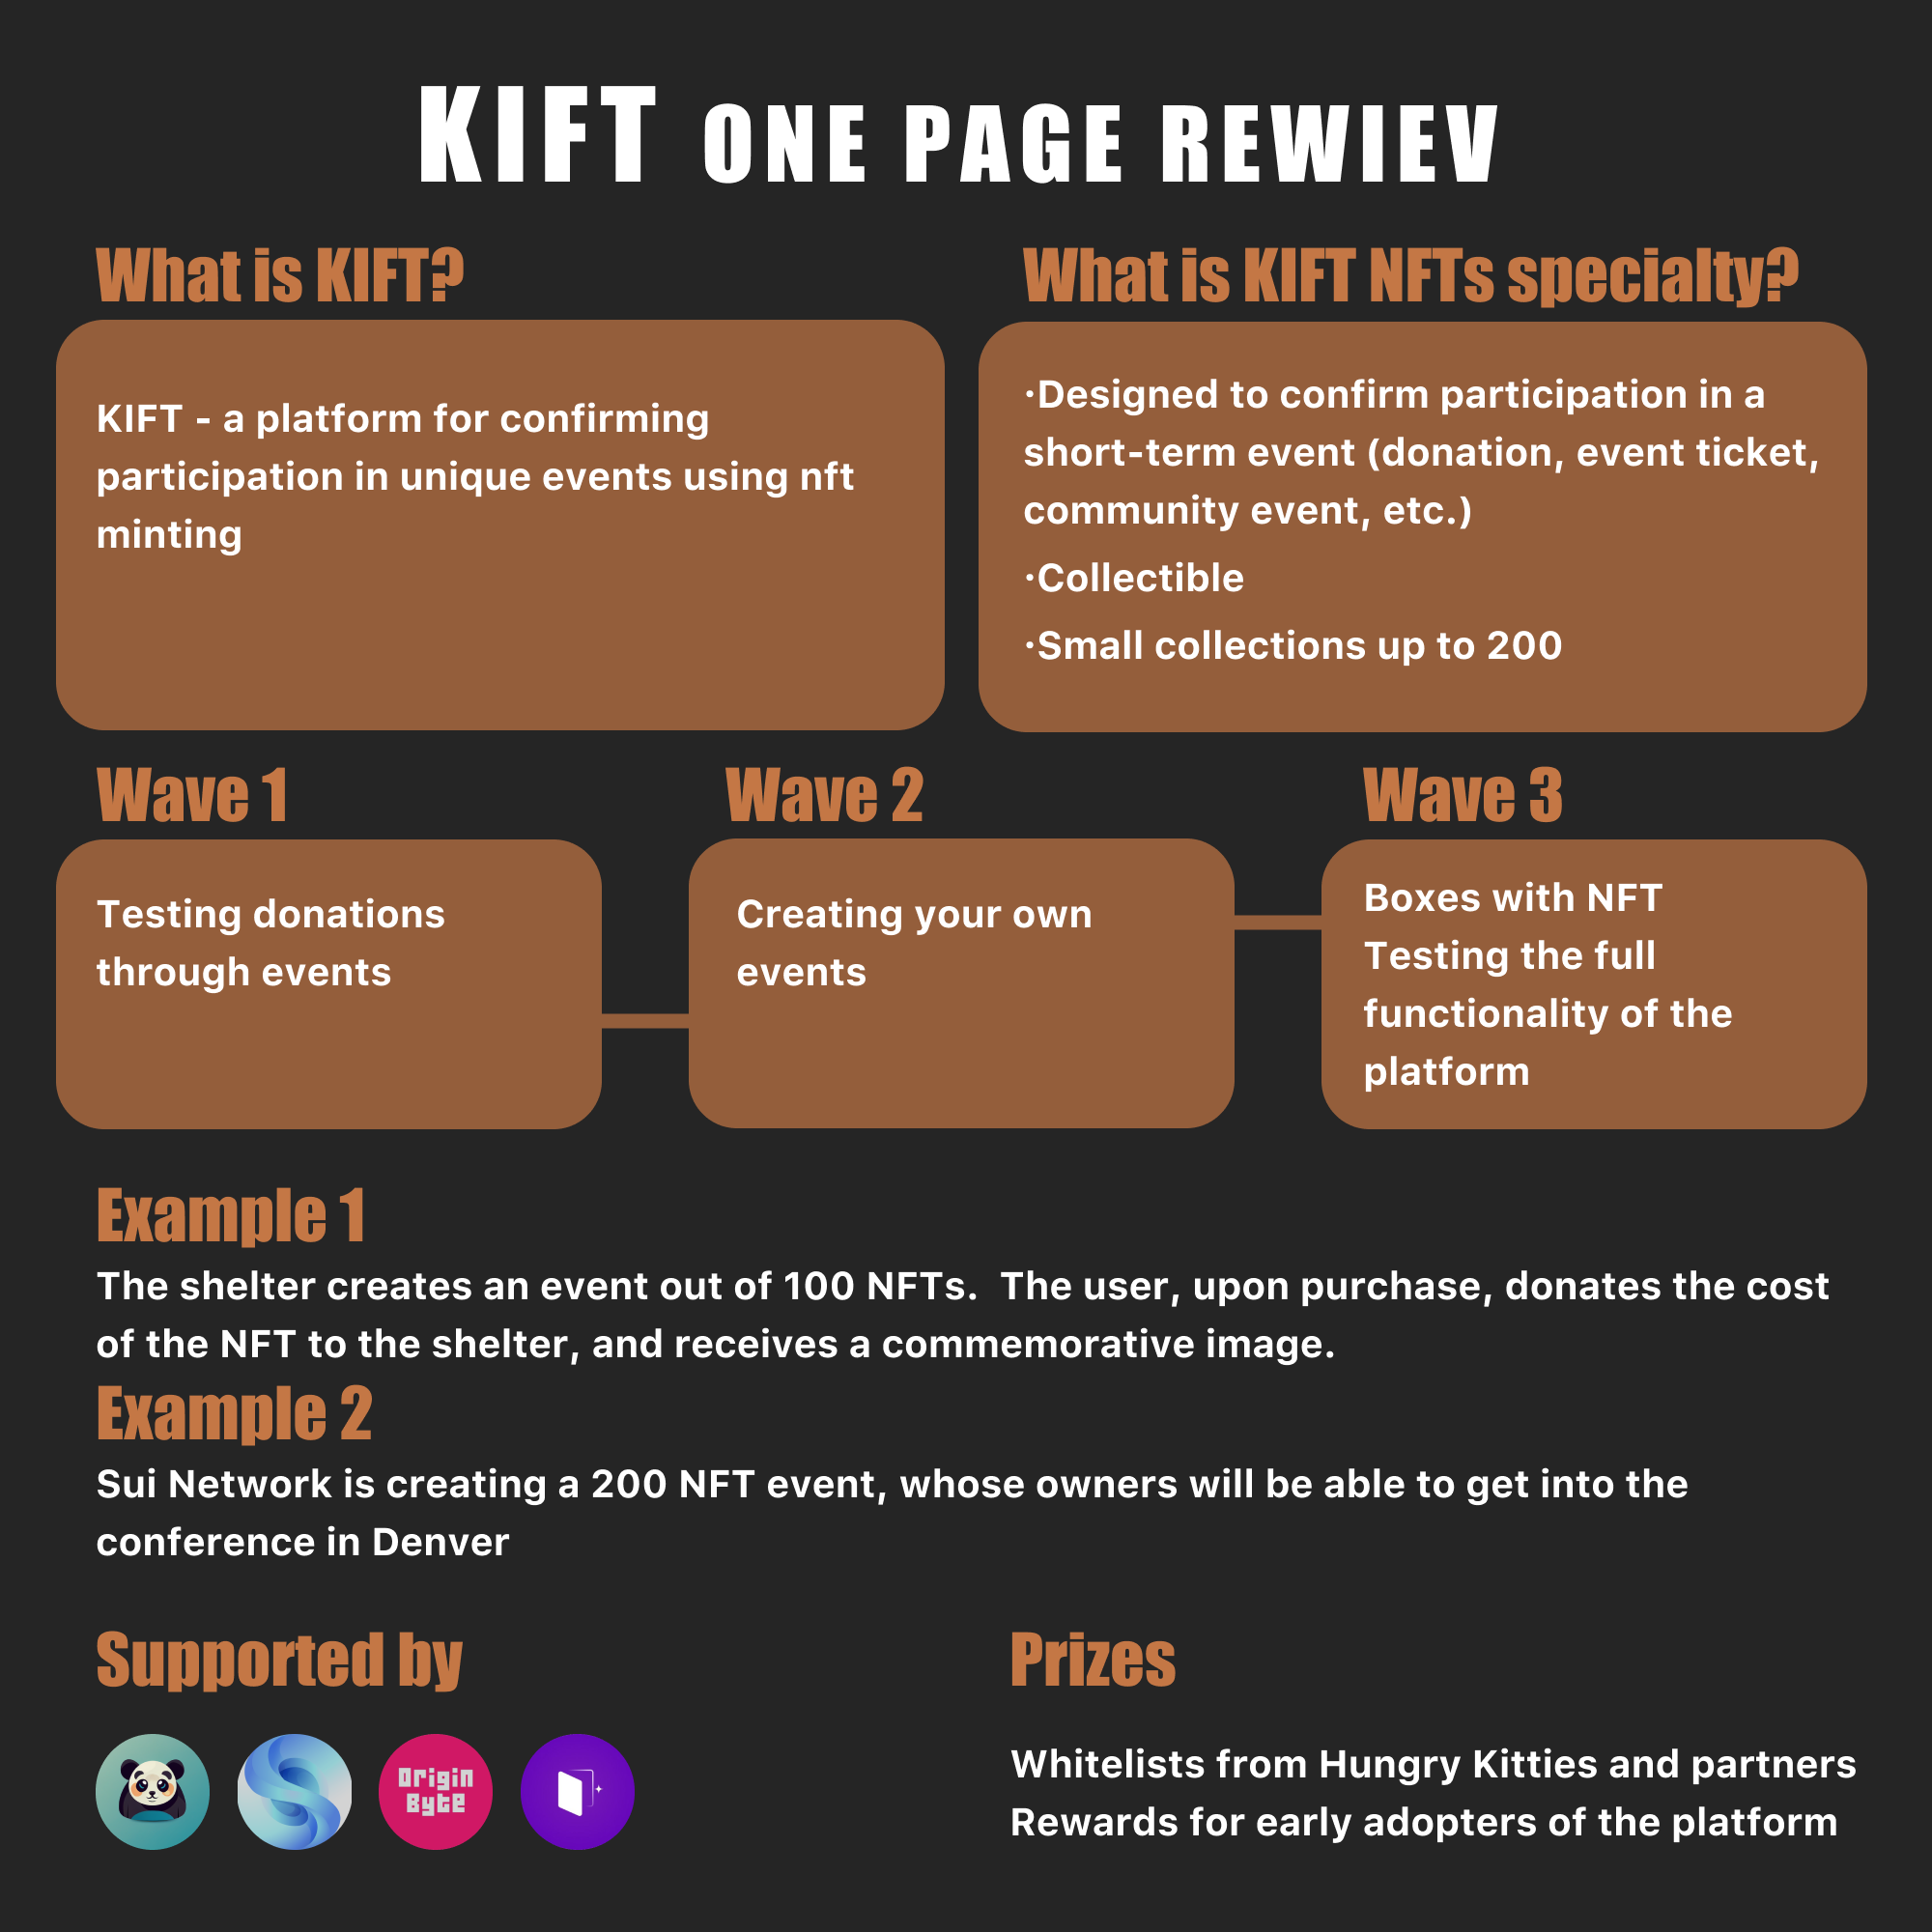 KIFT ONE PAGE REWIEV
What is KIFT?
KIFT - a platform for confirming
participation in unique events using nft
minting
What is KIFT NFTs specialty?
·Designed to confirm participation in a
short-term event (donation, event ticket,
community event, etc.)
·Collectible
·Small collections up to 200
Wave 1
Testing donations
through events
Wave 2
Creating your own
events
Wave 3
Boxes with NFT
Testing the full
functionality of the
platform
Example 1
The shelter creates an event out of 100 NFTs.  The user, upon purchase, donates the cost
of the NFT to the shelter, and receives a commemorative image.
Example 2
Sui Network is creating a 200 NFT event, whose owners will be able to get into the
conference in Denver
Supported by
Origin
Byte
Prizes
Whitelists from Hungry Kitties and partners
Rewards for early adopters of the platform